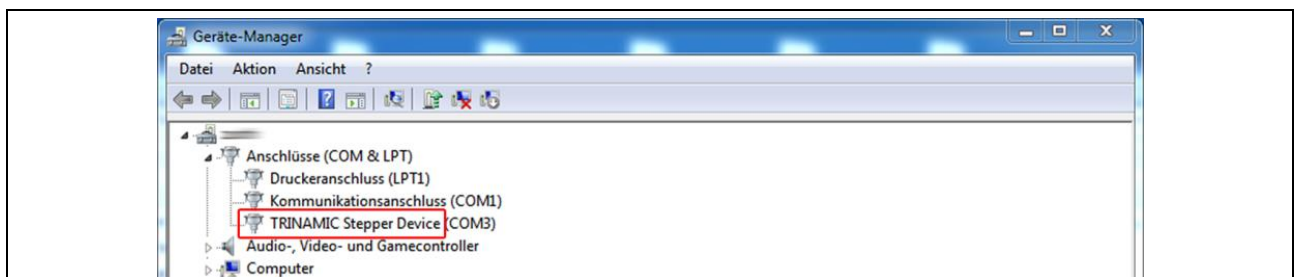 Geräte-Manager
Datei Aktion Ansicht ?
Anschlüsse (COM & LPT)
Druckeranschluss (LPT1)
Kommunikationsanschluss (COM1)
TRINAMIC Stepper Device (COM3)
Audio-, Video- und Gamecontroller
Computer